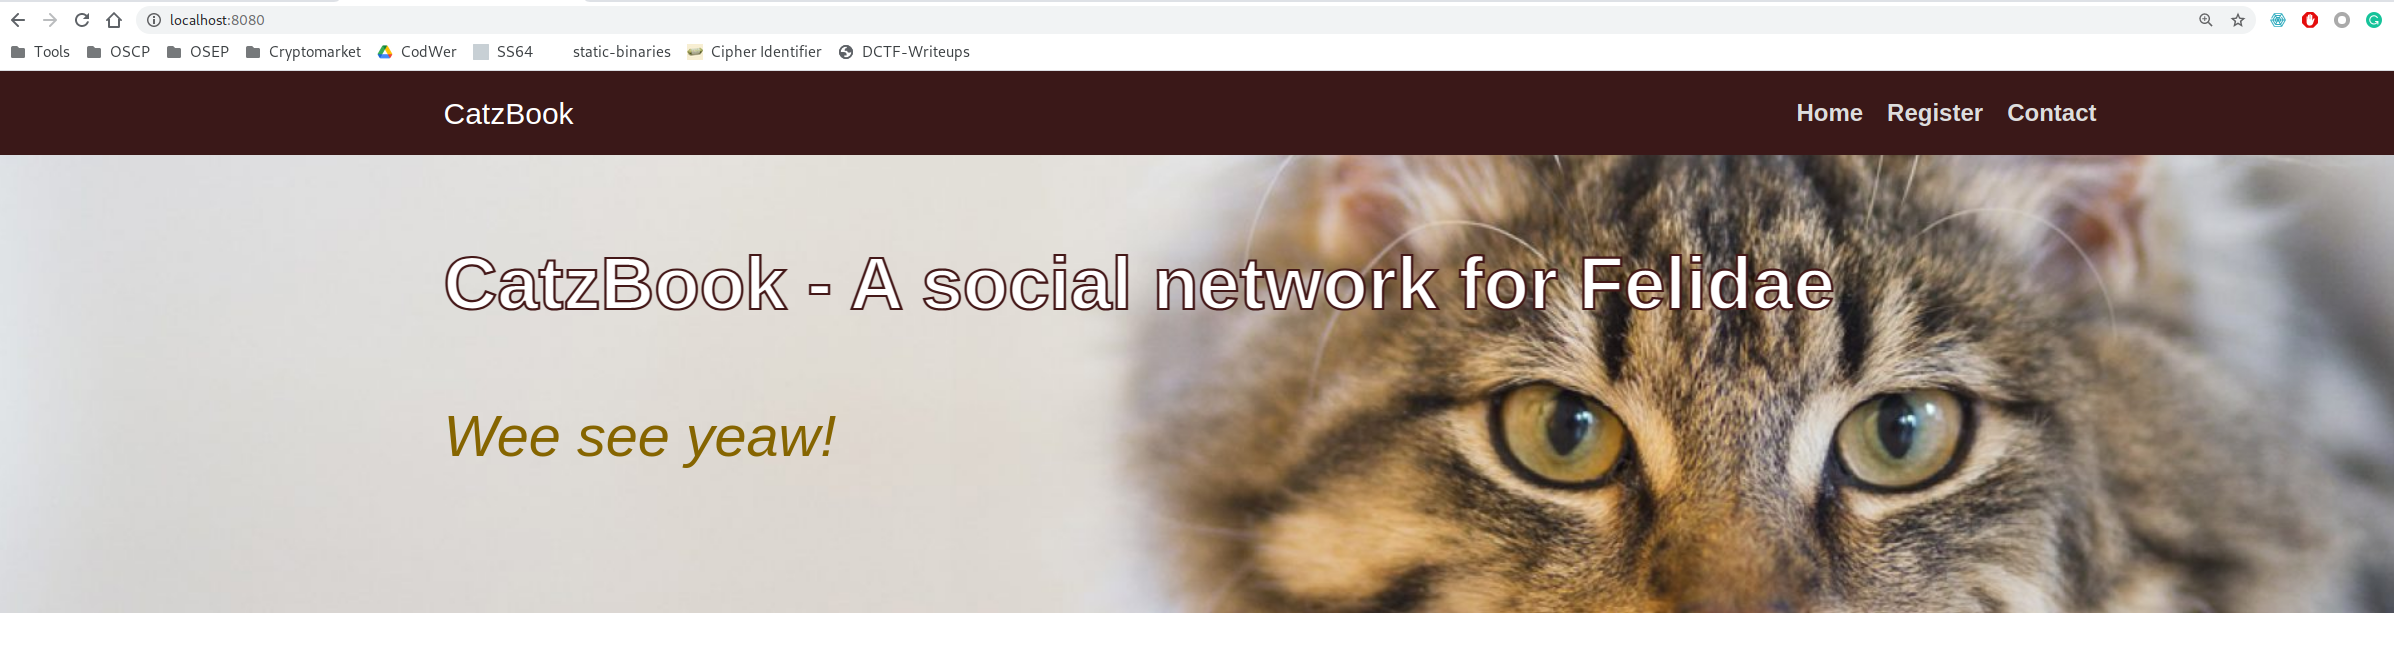 localhost:8080
Tools OSCP OSEP Cryptomarket CodWer SS64 static-binaries Cipher Identifier DCTF-Writeups
CatzBook Home Register Contact
CatzBook - A social network for Felidae
Wee see yeaw!